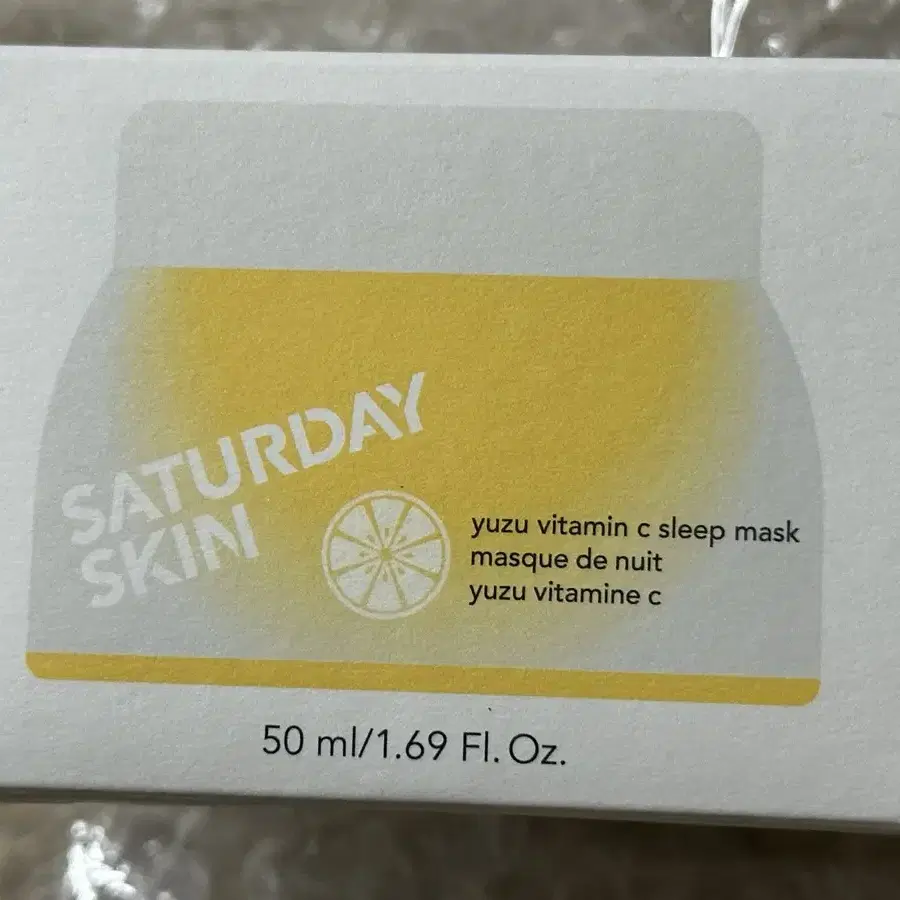 SATURDAY
SKIN
yuzu vitamin c sleep mask
masque de nuit
yuzu vitamine c
50 ml/1.69 Fl. Oz.